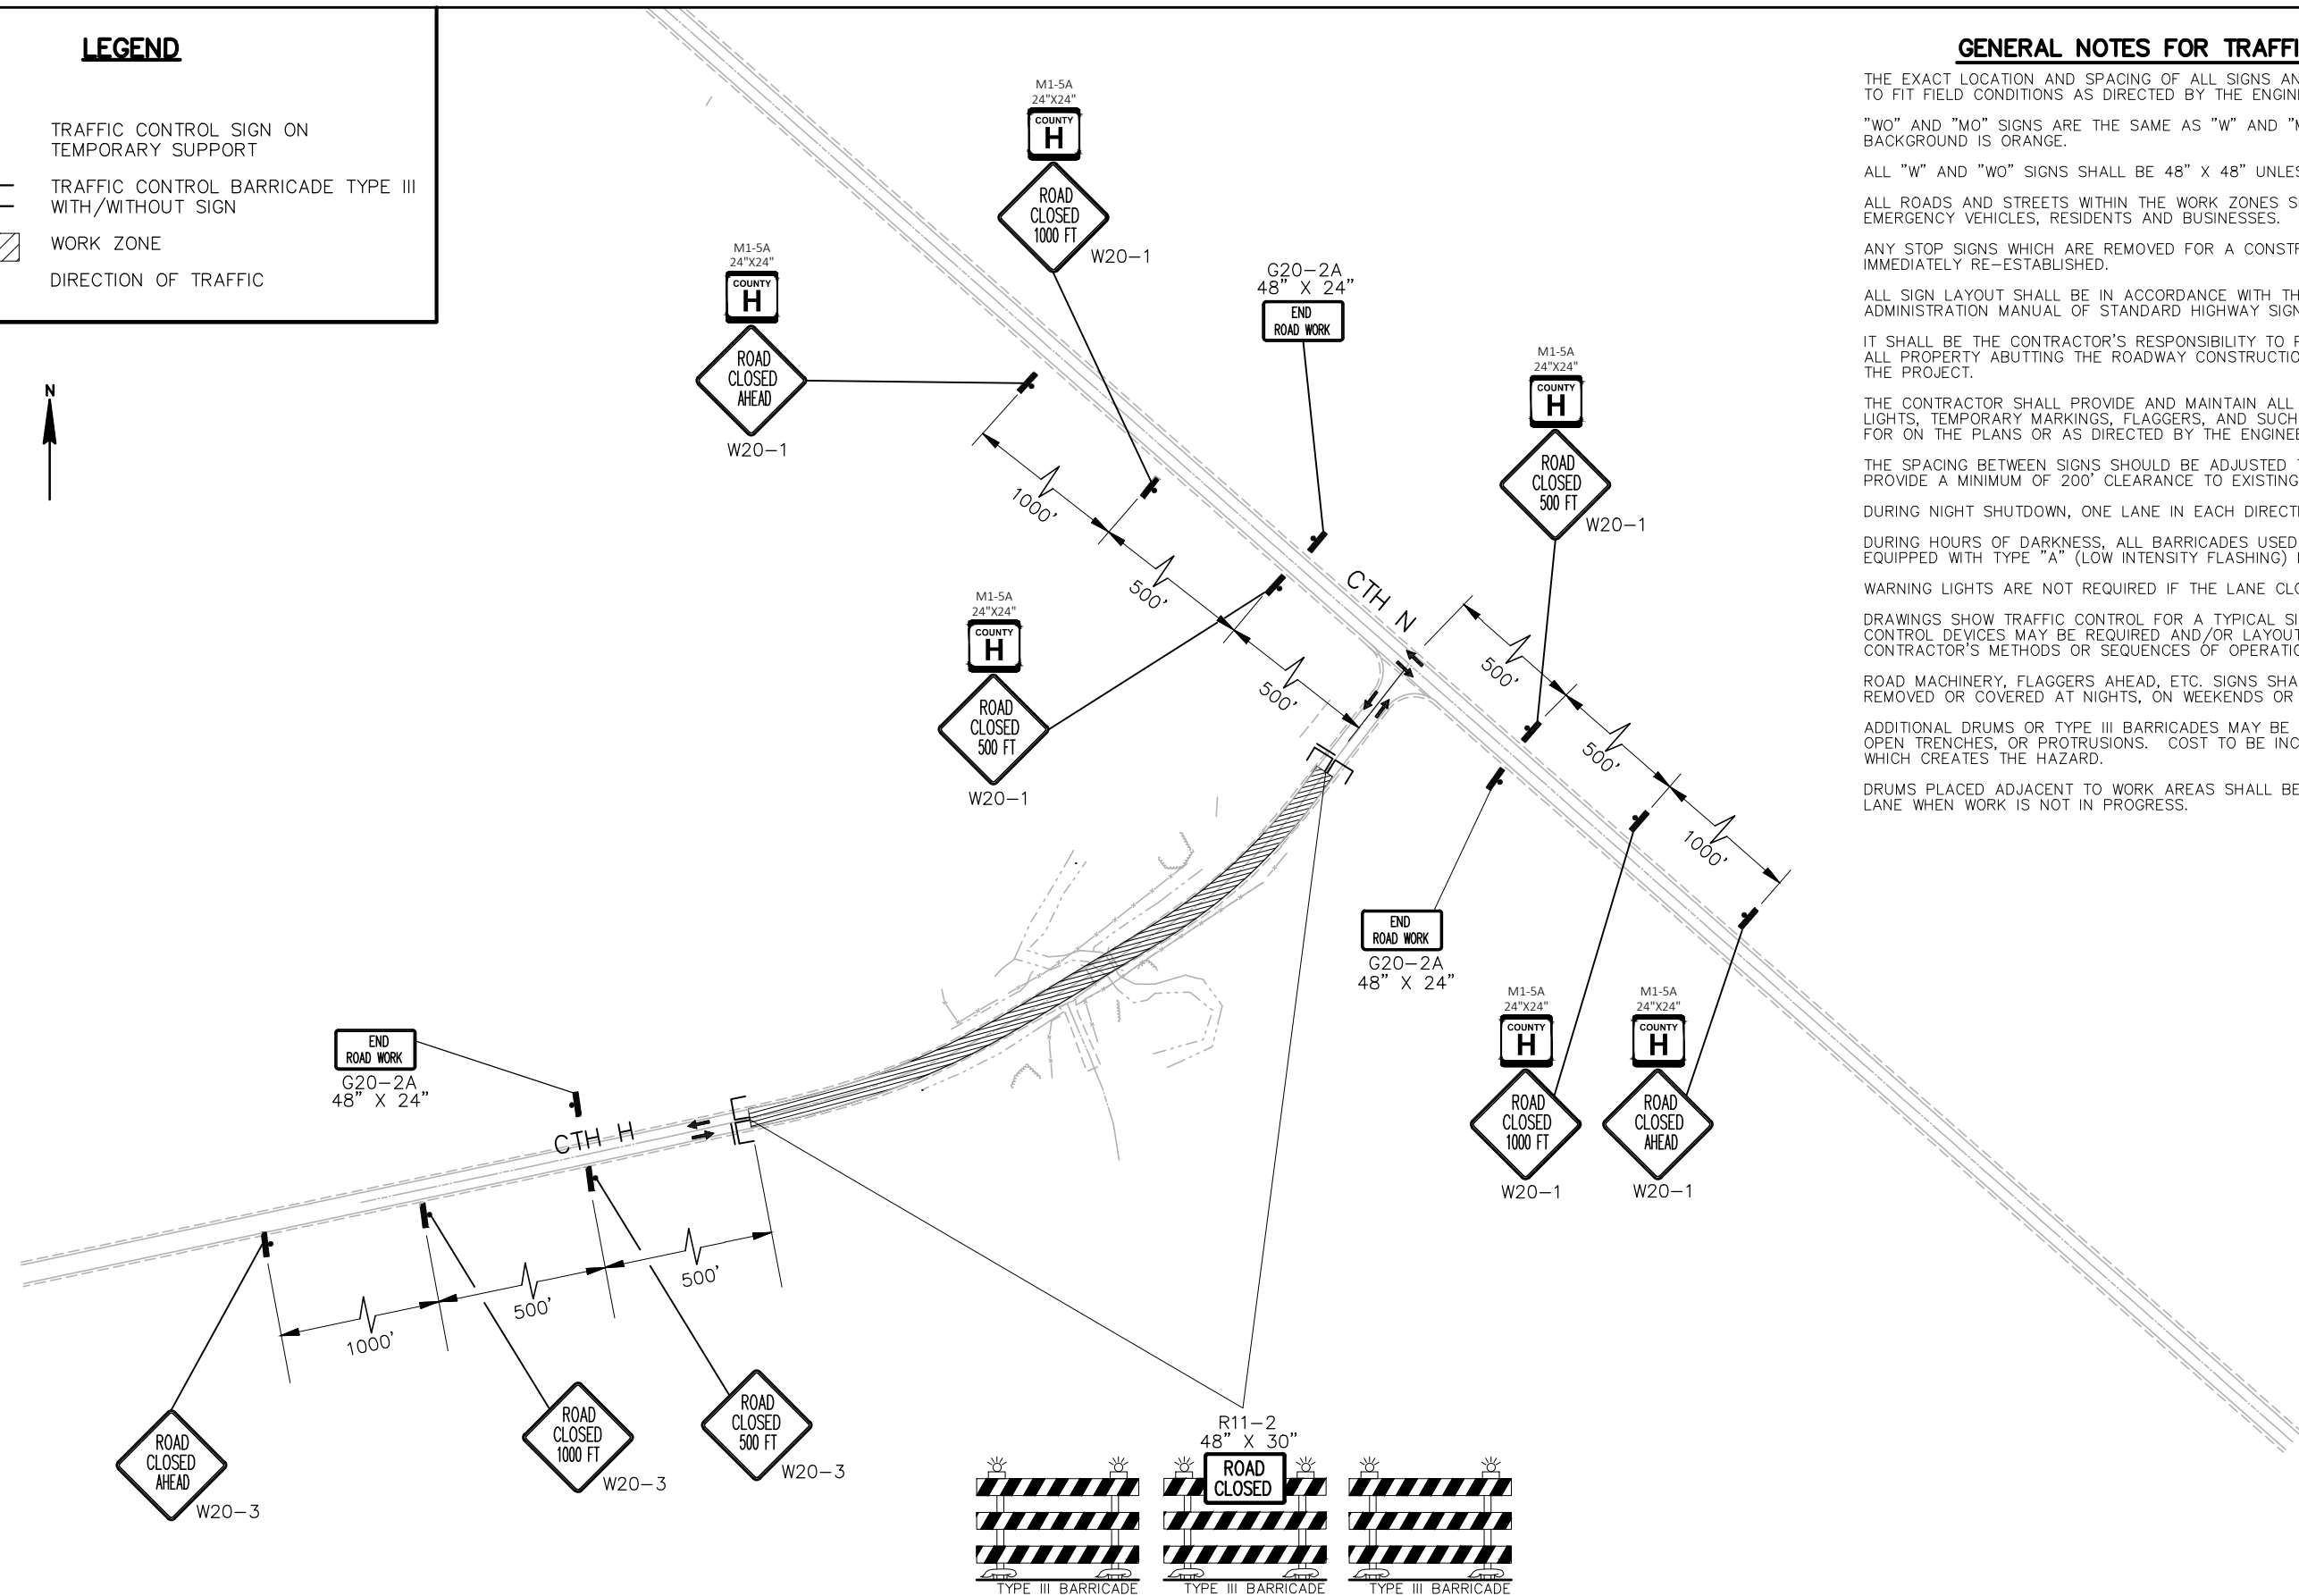 LEGEND
TRAFFIC CONTROL SIGN ON
TEMPORARY SUPPORT
TRAFFIC CONTROL BARRICADE TYPE III
WITH/WITHOUT SIGN
WORK ZONE
DIRECTION OF TRAFFIC
N
M1-5A
24"X24"
COUNTY
H
ROAD
CLOSED
1000 FT
W20-1
M1-5A
24"X24"
COUNTY
H
ROAD
CLOSED
AHEAD
W20-1
G20-2A
48" X 24"
END
ROAD WORK
M1-5A
24"X24"
COUNTY
H
ROAD
CLOSED
500 FT
W20-1
M1-5A
24"X24"
COUNTY
H
ROAD
CLOSED
500 FT
W20-1
1000'
500'
500'
CTH N
500'
500'
1000'
END
ROAD WORK
G20-2A
48" X 24"
M1-5A
24"X24"
COUNTY
H
ROAD
CLOSED
1000 FT
W20-1
M1-5A
24"X24"
COUNTY
H
ROAD
CLOSED
AHEAD
W20-1
END
ROAD WORK
G20-2A
48" X 24"
CTH H
1000'
500'
500'
ROAD
CLOSED
AHEAD
W20-3
ROAD
CLOSED
1000 FT
W20-3
ROAD
CLOSED
500 FT
W20-3
R11-2
48" X 30"
ROAD
CLOSED
TYPE III BARRICADE
TYPE III BARRICADE
TYPE III BARRICADE
GENERAL NOTES FOR TRAFFI
THE EXACT LOCATION AND SPACING OF ALL SIGNS AN
TO FIT FIELD CONDITIONS AS DIRECTED BY THE ENGIN
"WO" AND "MO" SIGNS ARE THE SAME AS "W" AND "M
BACKGROUND IS ORANGE.
ALL "W" AND "WO" SIGNS SHALL BE 48" X 48" UNLES
ALL ROADS AND STREETS WITHIN THE WORK ZONES S
EMERGENCY VEHICLES, RESIDENTS AND BUSINESSES.
ANY STOP SIGNS WHICH ARE REMOVED FOR A CONSTR
IMMEDIATELY RE-ESTABLISHED.
ALL SIGN LAYOUT SHALL BE IN ACCORDANCE WITH TH
ADMINISTRATION MANUAL OF STANDARD HIGHWAY SIGN
IT SHALL BE THE CONTRACTOR'S RESPONSIBILITY TO P
ALL PROPERTY ABUTTING THE ROADWAY CONSTRUCTIO
THE PROJECT.
THE CONTRACTOR SHALL PROVIDE AND MAINTAIN ALL
LIGHTS, TEMPORARY MARKINGS, FLAGGERS, AND SUCH
FOR ON THE PLANS OR AS DIRECTED BY THE ENGINEE
THE SPACING BETWEEN SIGNS SHOULD BE ADJUSTED T
PROVIDE A MINIMUM OF 200' CLEARANCE TO EXISTING
DURING NIGHT SHUTDOWN, ONE LANE IN EACH DIRECTI
DURING HOURS OF DARKNESS, ALL BARRICADES USED
EQUIPPED WITH TYPE "A" (LOW INTENSITY FLASHING)
WARNING LIGHTS ARE NOT REQUIRED IF THE LANE CLO
DRAWINGS SHOW TRAFFIC CONTROL FOR A TYPICAL SI
CONTROL DEVICES MAY BE REQUIRED AND/OR LAYOUT
CONTRACTOR'S METHODS OR SEQUENCES OF OPERATIO
ROAD MACHINERY, FLAGGERS AHEAD, ETC. SIGNS SHA
REMOVED OR COVERED AT NIGHTS, ON WEEKENDS OR
ADDITIONAL DRUMS OR TYPE III BARRICADES MAY BE
OPEN TRENCHES, OR PROTRUSIONS. COST TO BE INC
WHICH CREATES THE HAZARD.
DRUMS PLACED ADJACENT TO WORK AREAS SHALL BE
LANE WHEN WORK IS NOT IN PROGRESS.